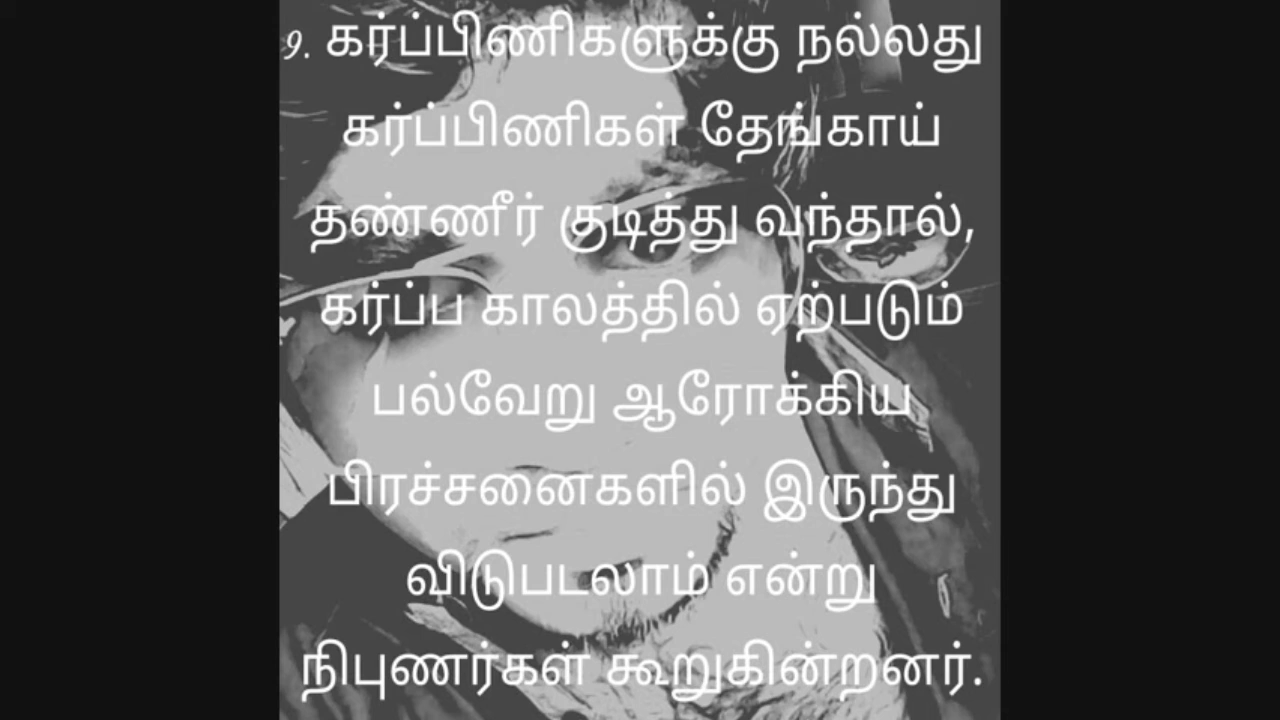 9. கர்ப்பிணிகளுக்கு நல்லது
கர்ப்பிணிகள் தேங்காய்
தண்ணீர் குடித்து வந்தால்,
கர்ப்ப காலத்தில் ஏற்படும்
பல்வேறு ஆரோக்கிய
பிரச்சனைகளில் இருந்து
விடுபடலாம் என்று
நிபுணர்கள் கூறுகின்றனர்.